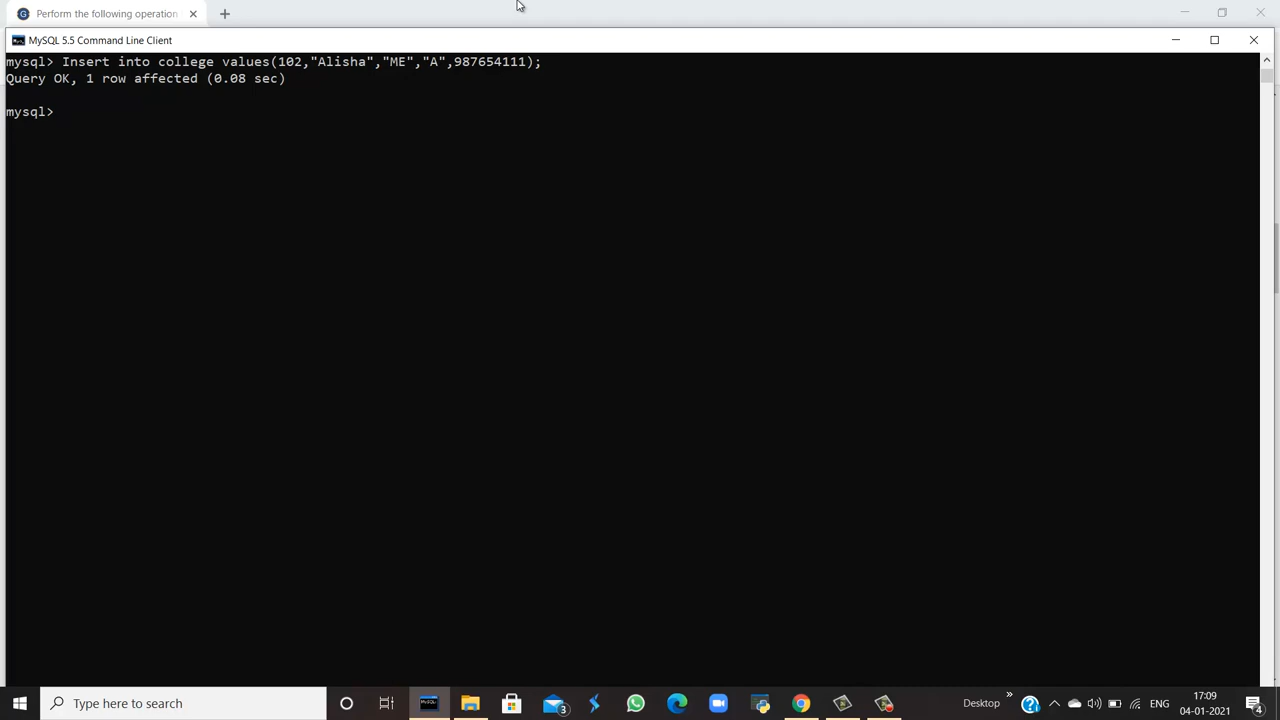 Perform the following operation
MySQL 5.5 Command Line Client
mysql> Insert into college values(102,"Alisha","ME","A",987654111);
Query OK, 1 row affected (0.08 sec)
mysql>
Type here to search
3
Desktop
»
ENG
17:09
04-01-2021
4